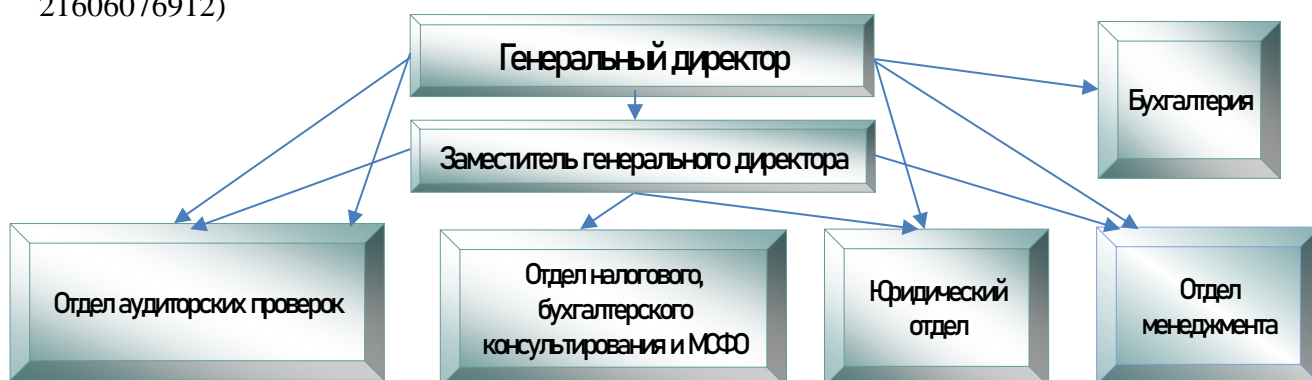 21606076912)
Генеральный директор
Бухгалтерия
Заместитель генерального директора
Отдел аудиторских проверок
Отдел налогового,
бухгалтерского
консультирования и МСФО
Юридический
отдел
Отдел
менеджмента